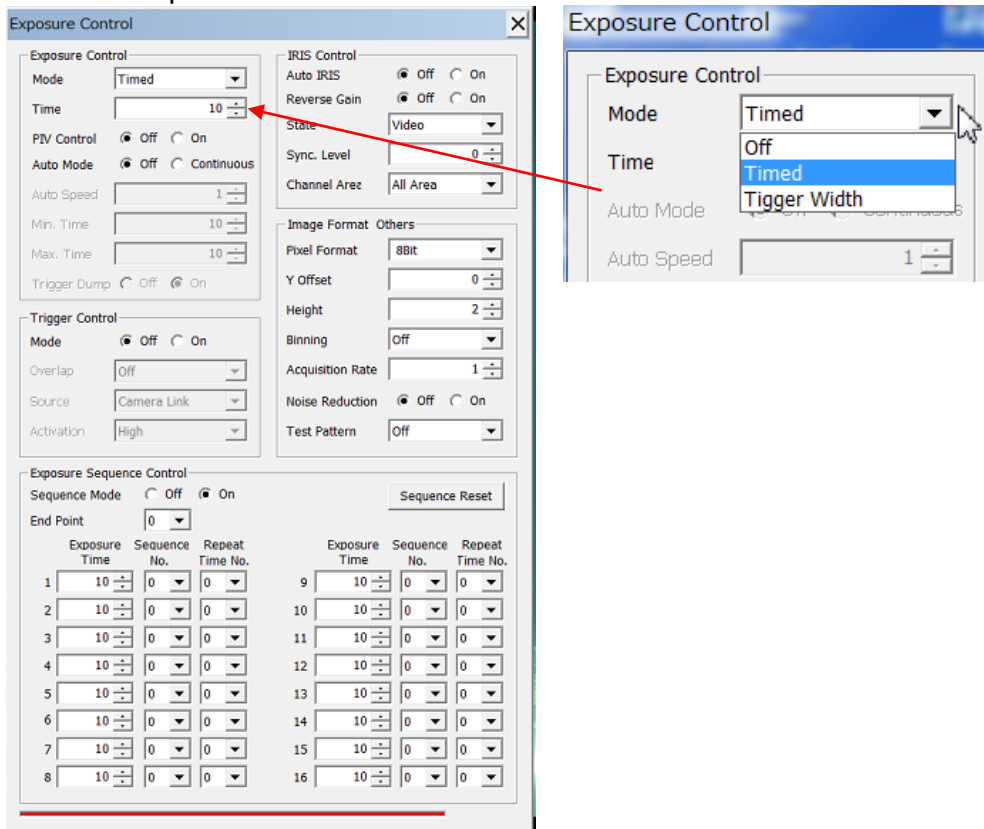 Exposure Control
Exposure Control
Mode Timed
Time 10
PIV Control Off On
Auto Mode Off Continuous
Auto Speed 1
Min. Time 10
Max. Time 10
Trigger Dump Off On
Trigger Control
Mode Off On
Overlap Off
Source Camera Link
Activation High
IRIS Control
Auto IRIS Off On
Reverse Gain Off On
State Video
Sync. Level 0
Channel Arez All Area
Image Format Others
Pixel Format 8Bit
Y Offset 0
Height 2
Binning Off
Acquisition Rate 1
Noise Reduction Off On
Test Pattern Off
Exposure Sequence Control
Sequence Mode Off On
Sequence Reset
End Point 0
Exposure Sequence Repeat Exposure Sequence Repeat
Time No. Time No. Time No. Time No.
1 10 0 0 9 10 0 0
2 10 0 0 10 10 0 0
3 10 0 0 11 10 0 0
4 10 0 0 12 10 0 0
5 10 0 0 13 10 0 0
6 10 0 0 14 10 0 0
7 10 0 0 15 10 0 0
8 10 0 0 16 10 0 0
Exposure Control
Exposure Control
Mode Timed
Off
Time Timed
Tigger Width
Auto Mode
Auto Speed 1